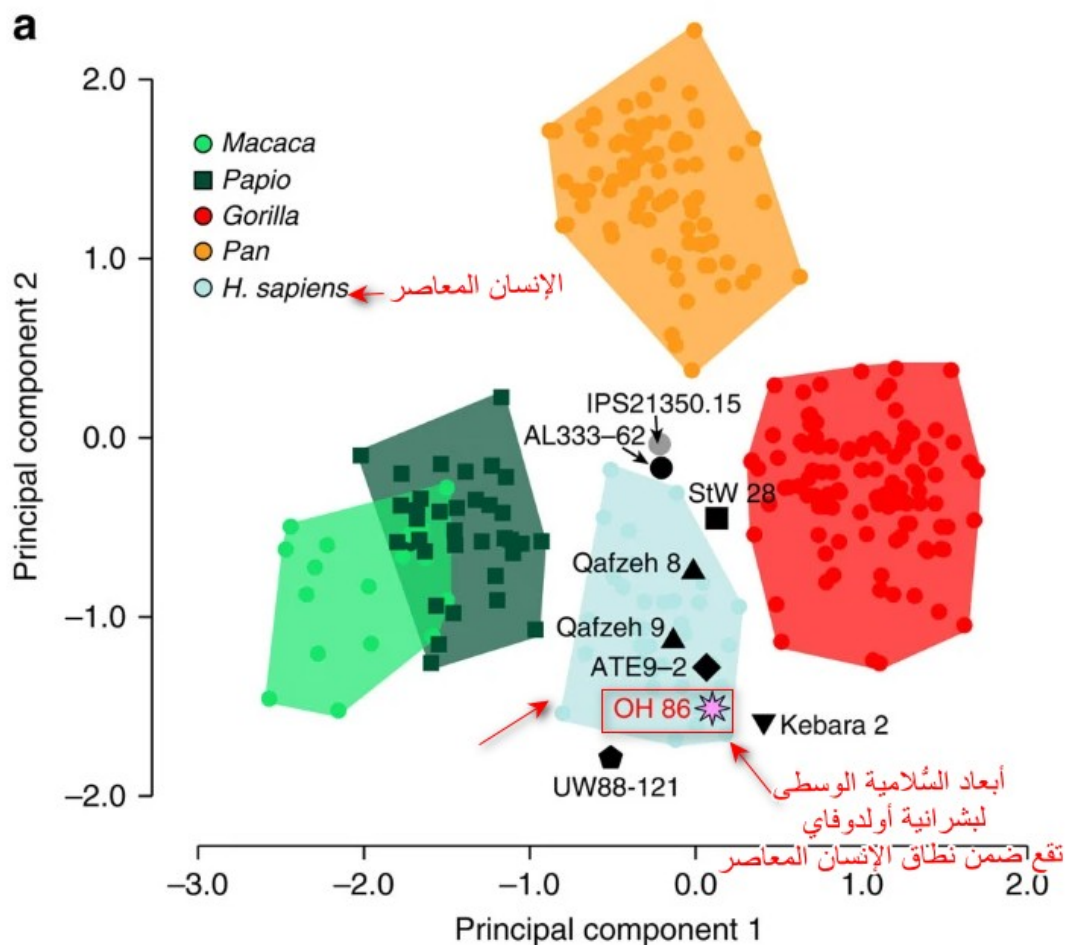 a
2.0
1.0
0.0
−1.0
−2.0
Principal component 2
Macaca
Papio
Gorilla
Pan
H. sapiens
الإنسان المعاصر
IPS21350.15
AL333–62
StW 28
Qafzeh 8
Qafzeh 9
ATE9–2
OH 86
Kebara 2
UW88-121
أبعاد السُّلامية الوسطى
لبشرانية أولدوفاي
تقع ضمن نطاق الإنسان المعاصر
−3.0 −2.0 −1.0 0.0 1.0 2.0
Principal component 1